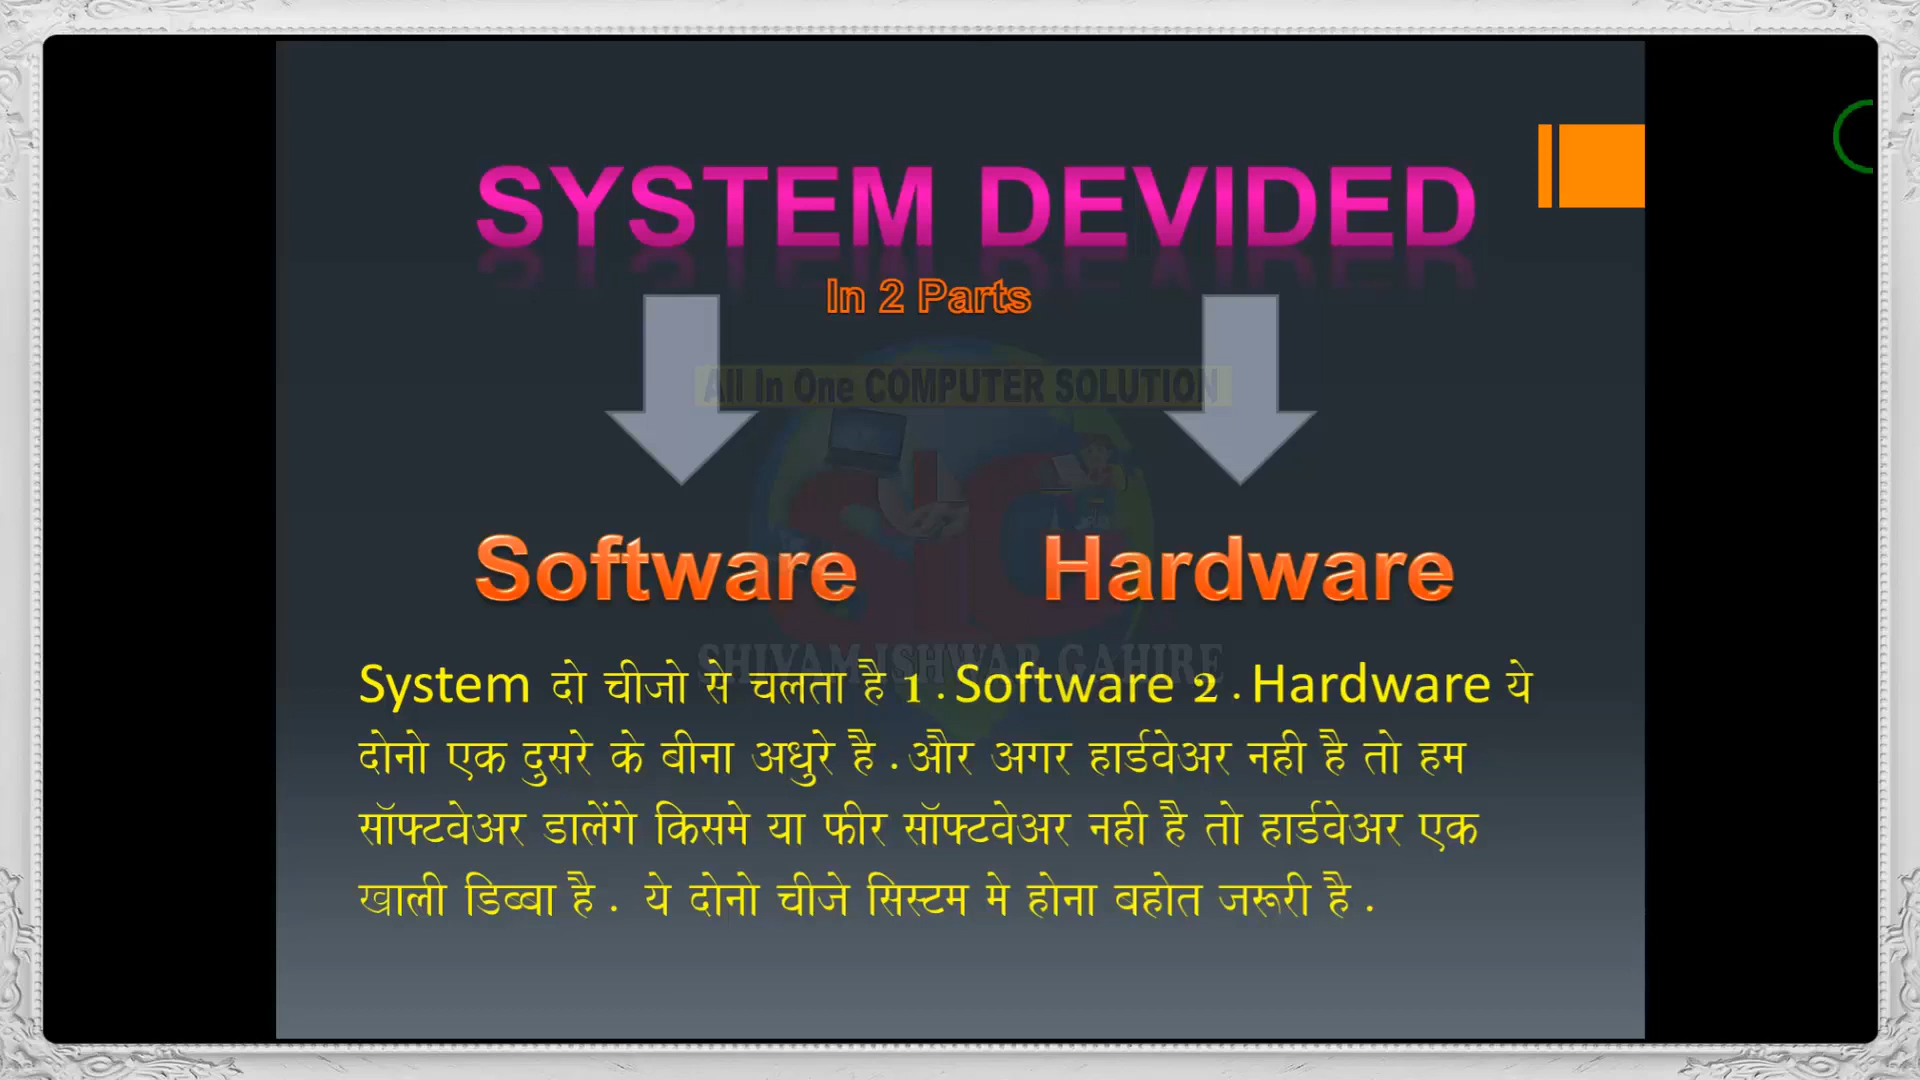 SYSTEM DEVIDED
In 2 Parts
All In One COMPUTER SOLUTION
SIG
Software Hardware
SHIVAM ISHWAR GAHIRE
System दो चीजो से चलता है 1 . Software 2 . Hardware ये
दोनो एक दुसरे के बीना अधुरे है . और अगर हार्डवेअर नही है तो हम
सॉफ्टवेअर डालेंगे किसमे या फीर सॉफ्टवेअर नही है तो हार्डवेअर एक
खाली डिब्बा है . ये दोनो चीजे सिस्टम मे होना बहोत जरूरी है .